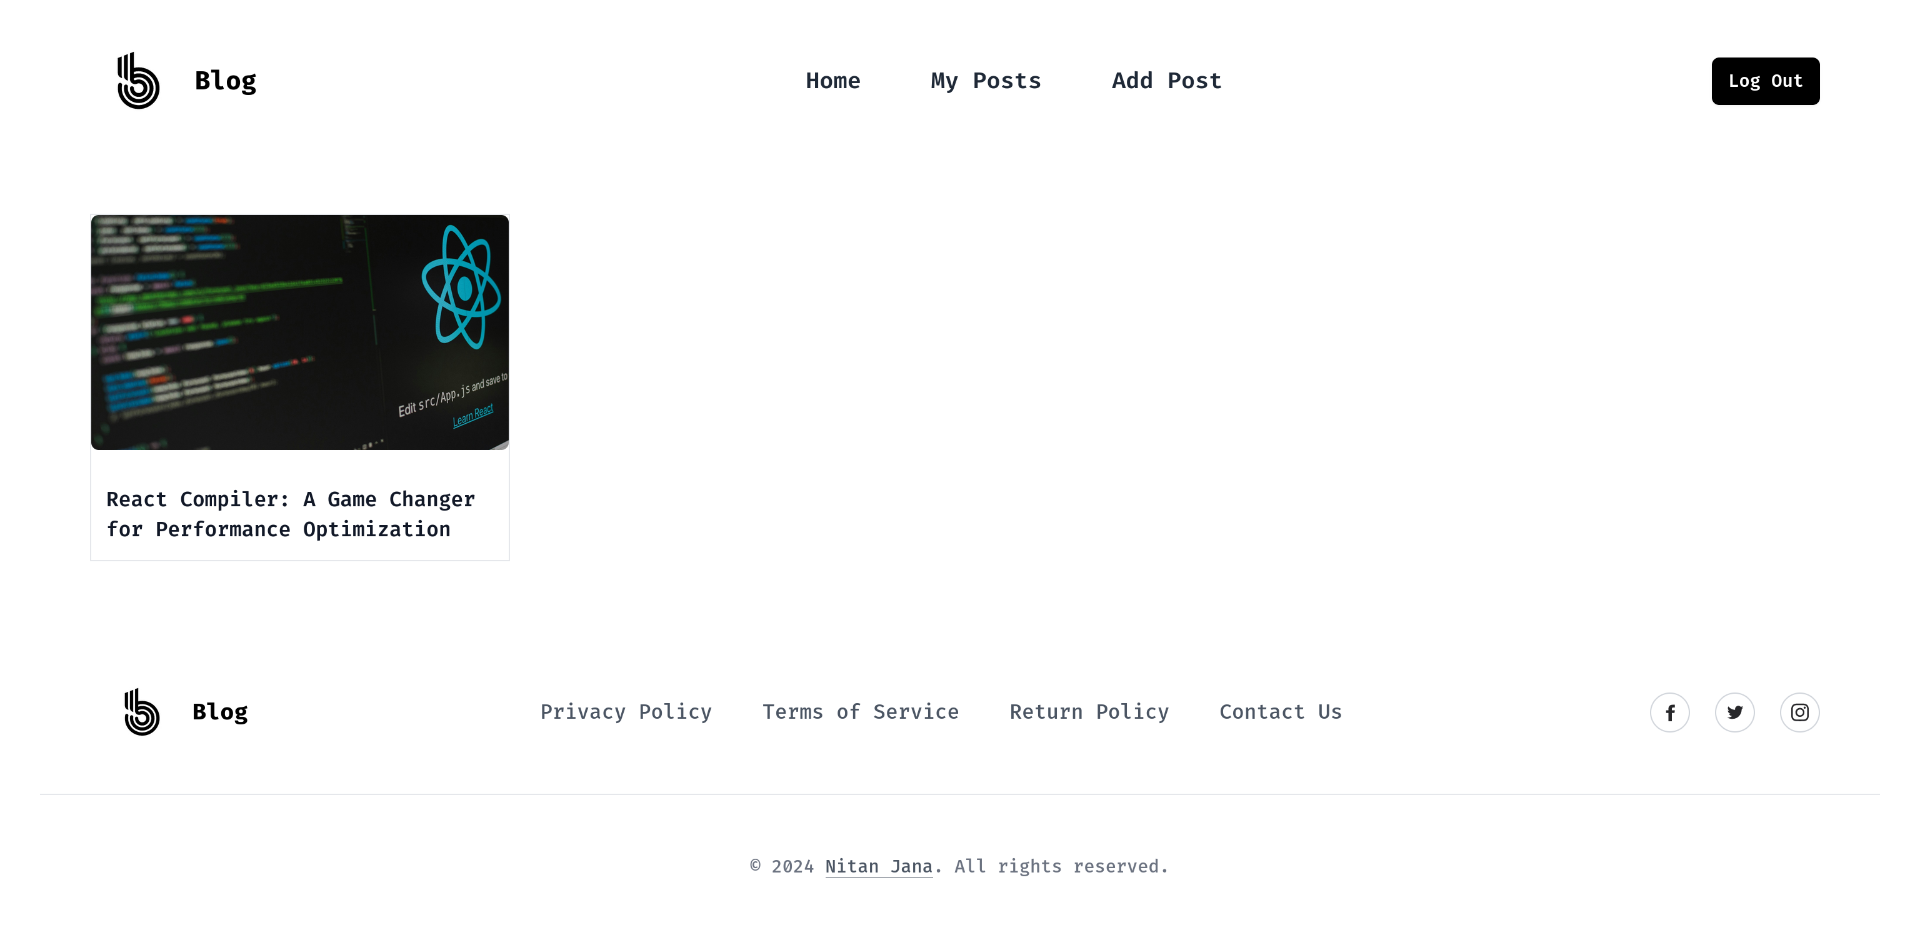 Blog
Home
My Posts
Add Post
Log Out
Edit src/App.js and save to
Learn React
React Compiler: A Game Changer
for Performance Optimization
Blog
Privacy Policy
Terms of Service
Return Policy
Contact Us
© 2024 Nitan Jana. All rights reserved.